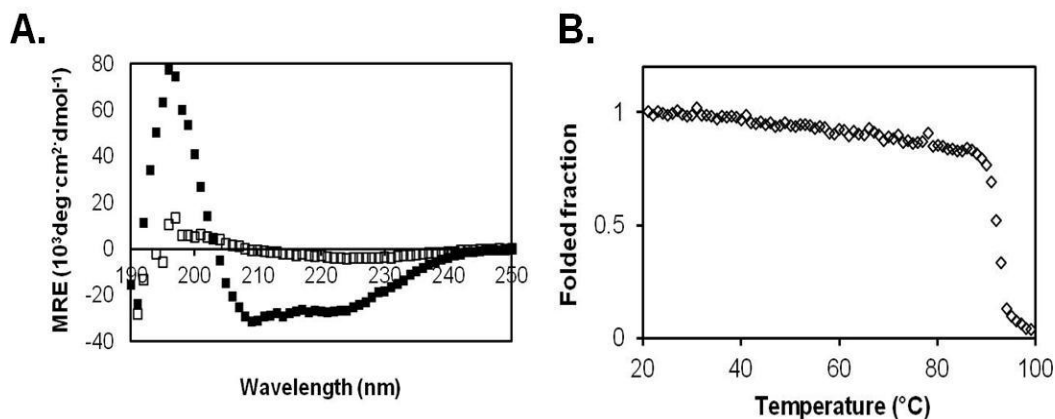 A.
B.
80
60
40
20
0
-20
-40
190 200 210 220 230 240 250
MRE (10³deg·cm²·dmol⁻¹)
Wavelength (nm)
1
0.5
0
20 40 60 80 100
Folded fraction
Temperature (°C)